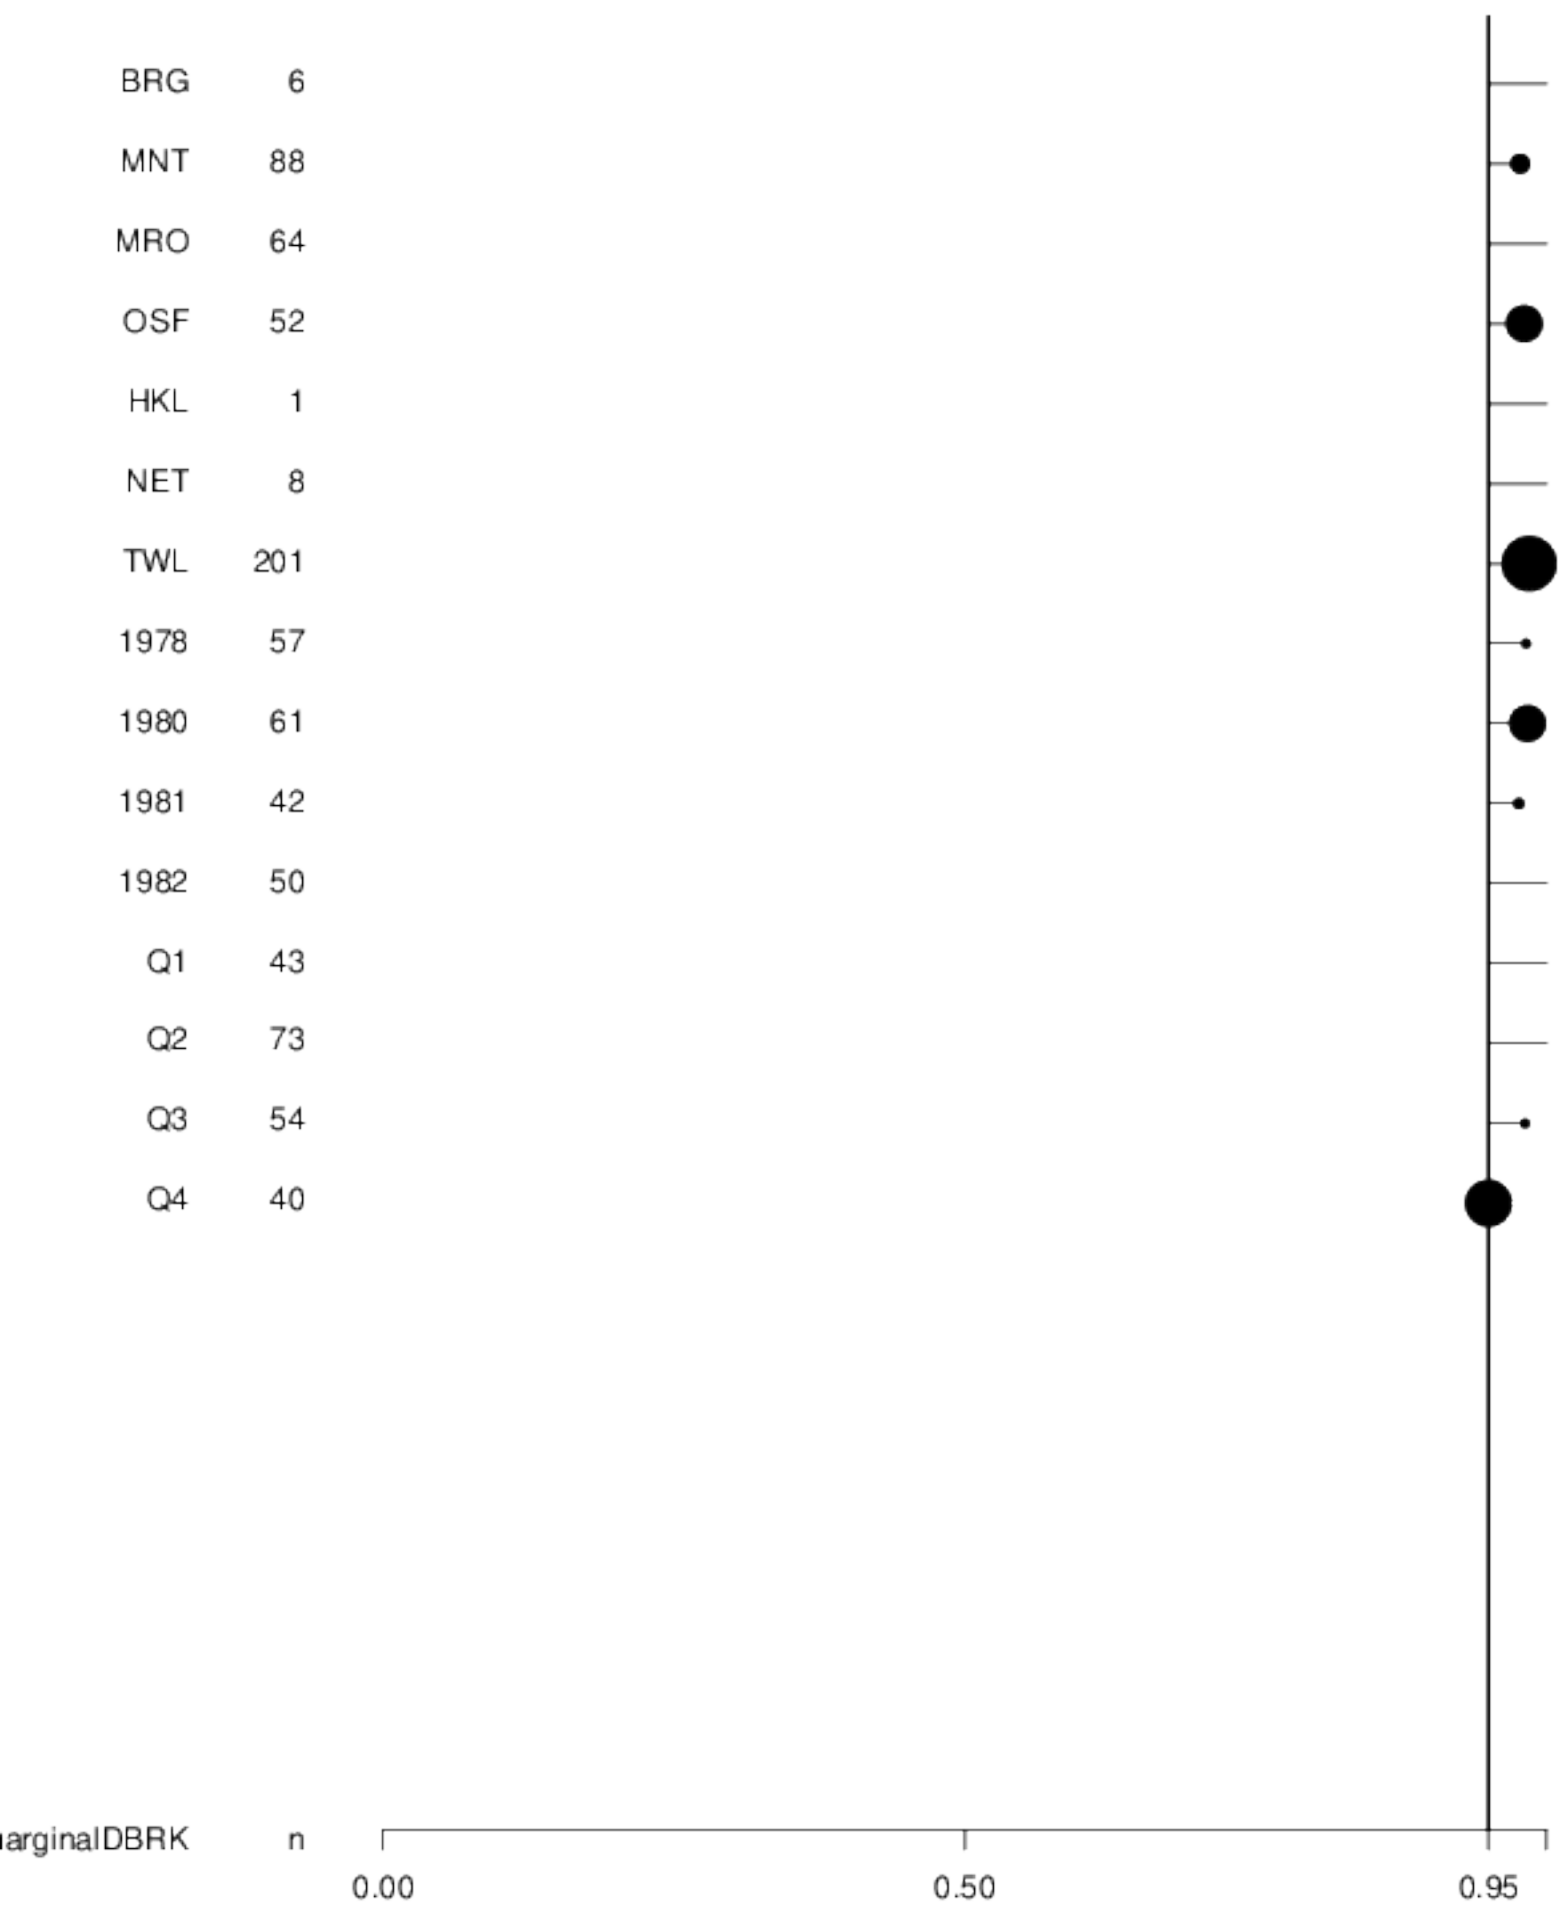 BRG 6
MNT 88
MRO 64
OSF 52
HKL 1
NET 8
TWL 201
1978 57
1980 61
1981 42
1982 50
Q1 43
Q2 73
Q3 54
Q4 40
arginalDBRK n
0.00 0.50 0.95